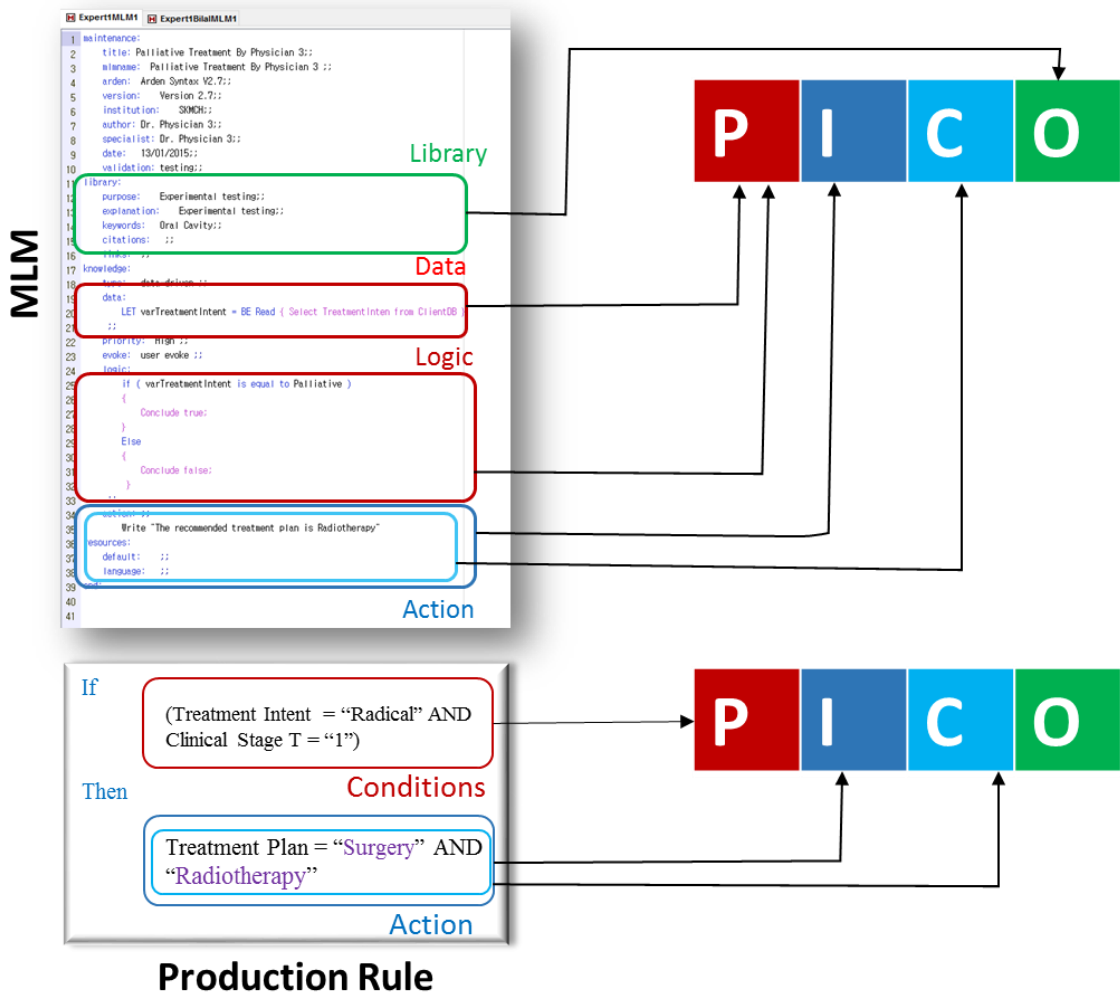 Expert1MLM1 Expert1BilalMLM1
1 maintenance:
2 title: Palliative Treatment By Physician 3;;
3 mlmname: Palliative Treatment By Physician 3 ;;
4 arden: Arden Syntax V2.7;;
5 version: Version 2.7;;
6 institution: SKMCH;;
7 author: Dr. Physician 3;;
8 specialist: Dr. Physician 3;;
9 date: 13/01/2015;;
10 validation: testing;;
Library
11 library:
12 purpose: Experimental testing;;
13 explanation: Experimental testing;;
14 keywords: Oral Cavity;;
15 citations: ;;
16 links: ;;
17 knowledge:
Data
18 type: data-driven ;;
19 data:
20 LET varTreatmentIntent = BE Read { Select TreatmentInten from ClientDB }
21 ;;
22 priority: High ;;
23 evoke: user evoke ;;
Logic
24 logic:
25 if ( varTreatmentIntent is equal to Palliative )
26 {
27 Conclude true;
28 }
29 Else
30 {
31 Conclude false;
32 }
33 ;;
34 action: ;;
35 Write "The recommended treatment plan is Radiotherapy"
36 resources:
37 default: ;;
38 language: ;;
39 end:
40
41
Action
MLM
P I C O
If
(Treatment Intent = “Radical” AND
Clinical Stage T = “1”)
Conditions
Then
Treatment Plan = “Surgery” AND
“Radiotherapy”
Action
P I C O
Production Rule